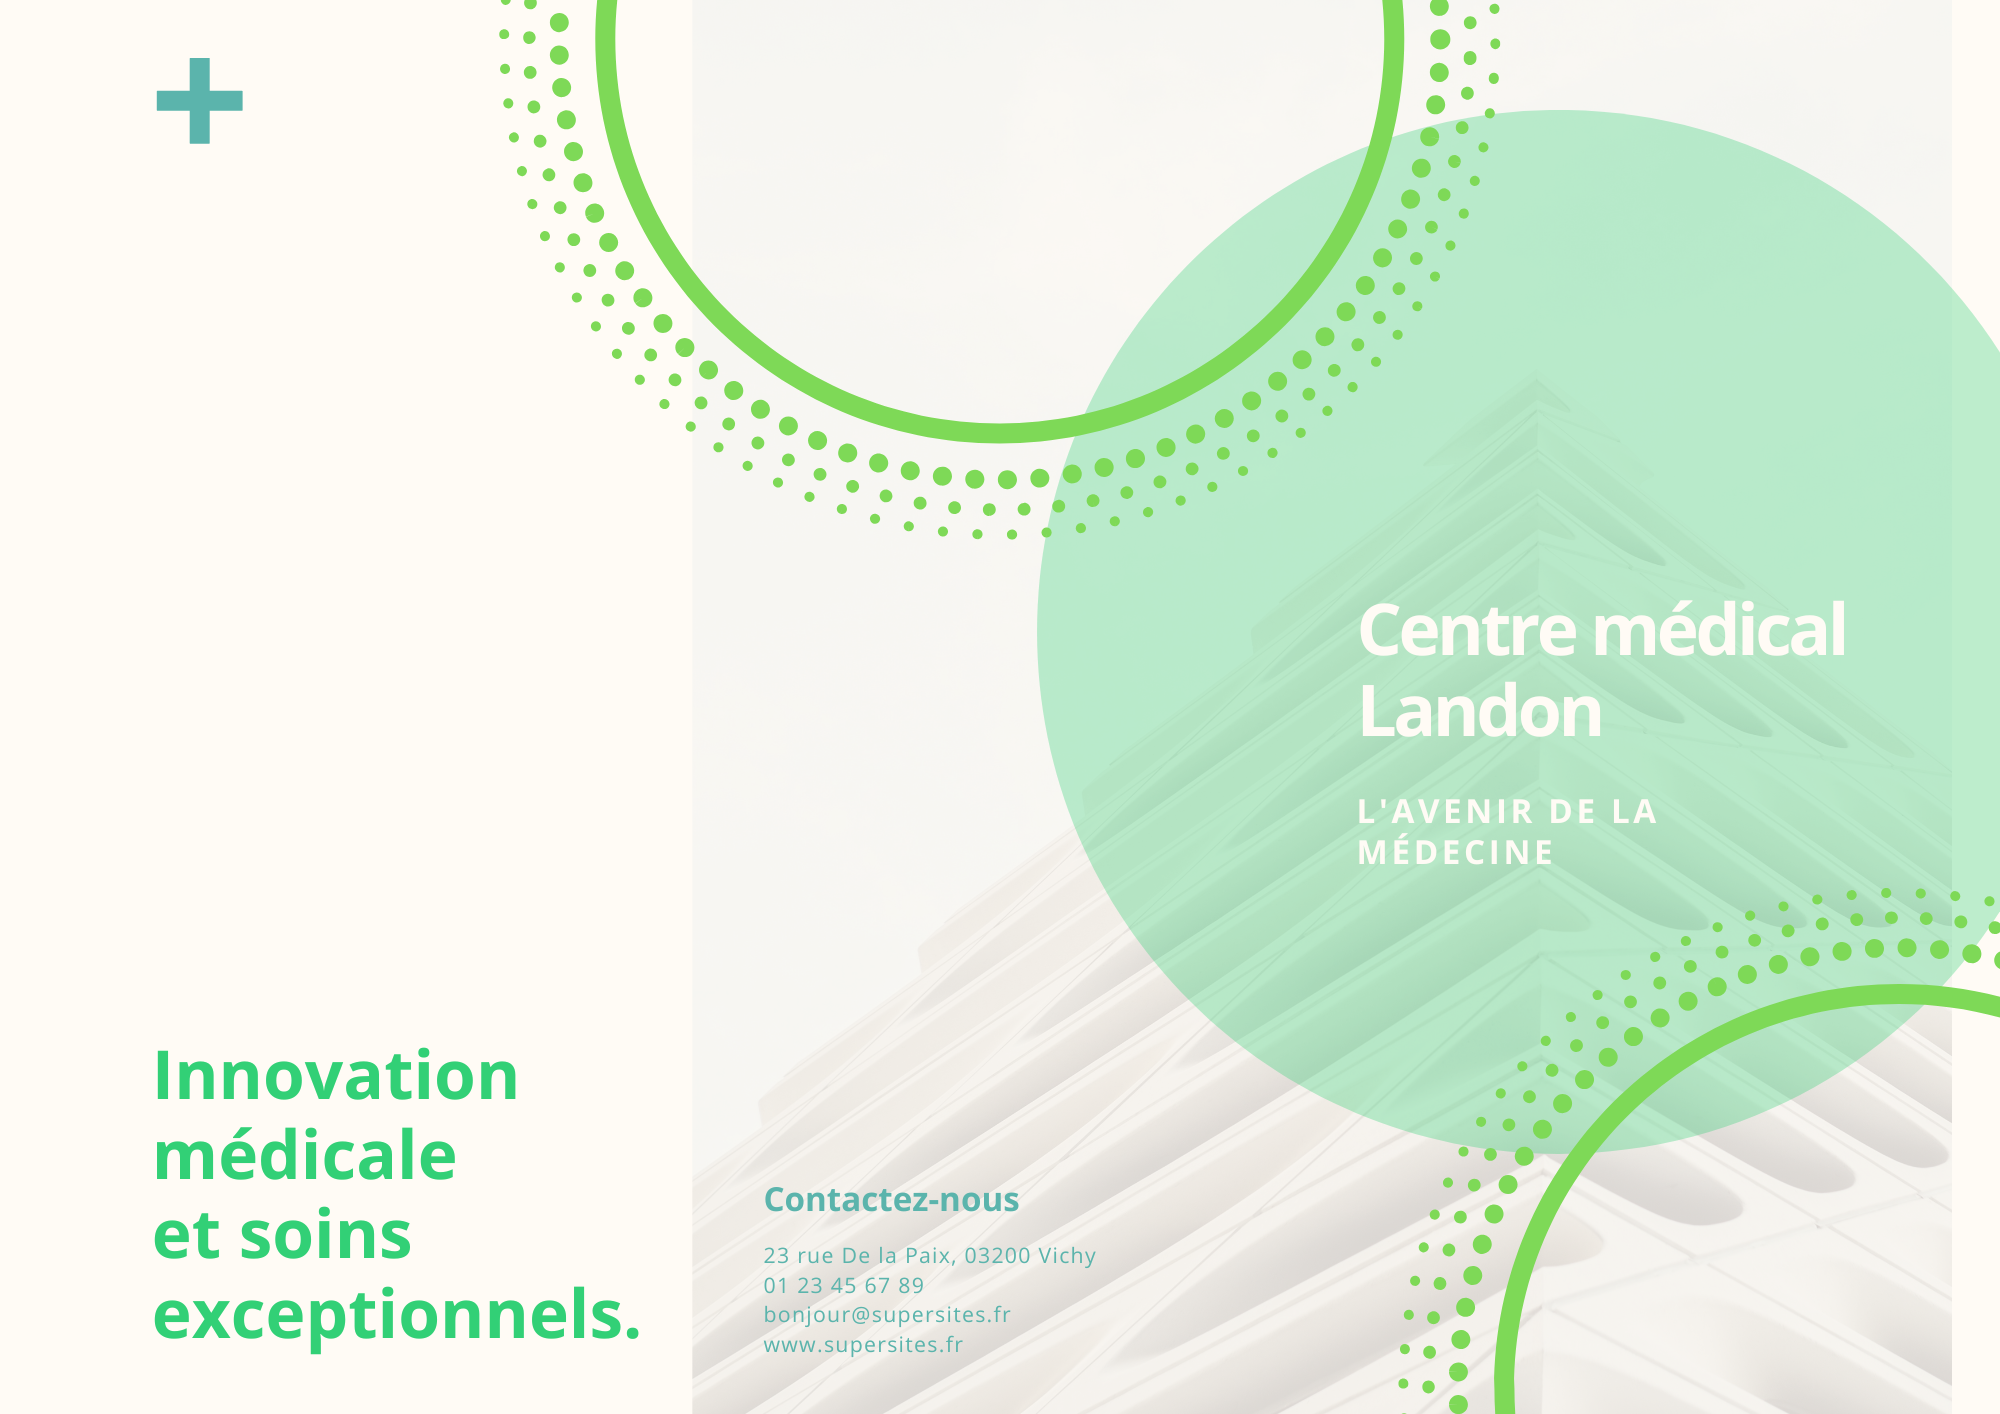 Innovation
médicale
et soins
exceptionnels.
Contactez-nous
23 rue De la Paix, 03200 Vichy
01 23 45 67 89
bonjour@supersites.fr
www.supersites.fr
Centre médical
Landon
L'AVENIR DE LA
MÉDECINE